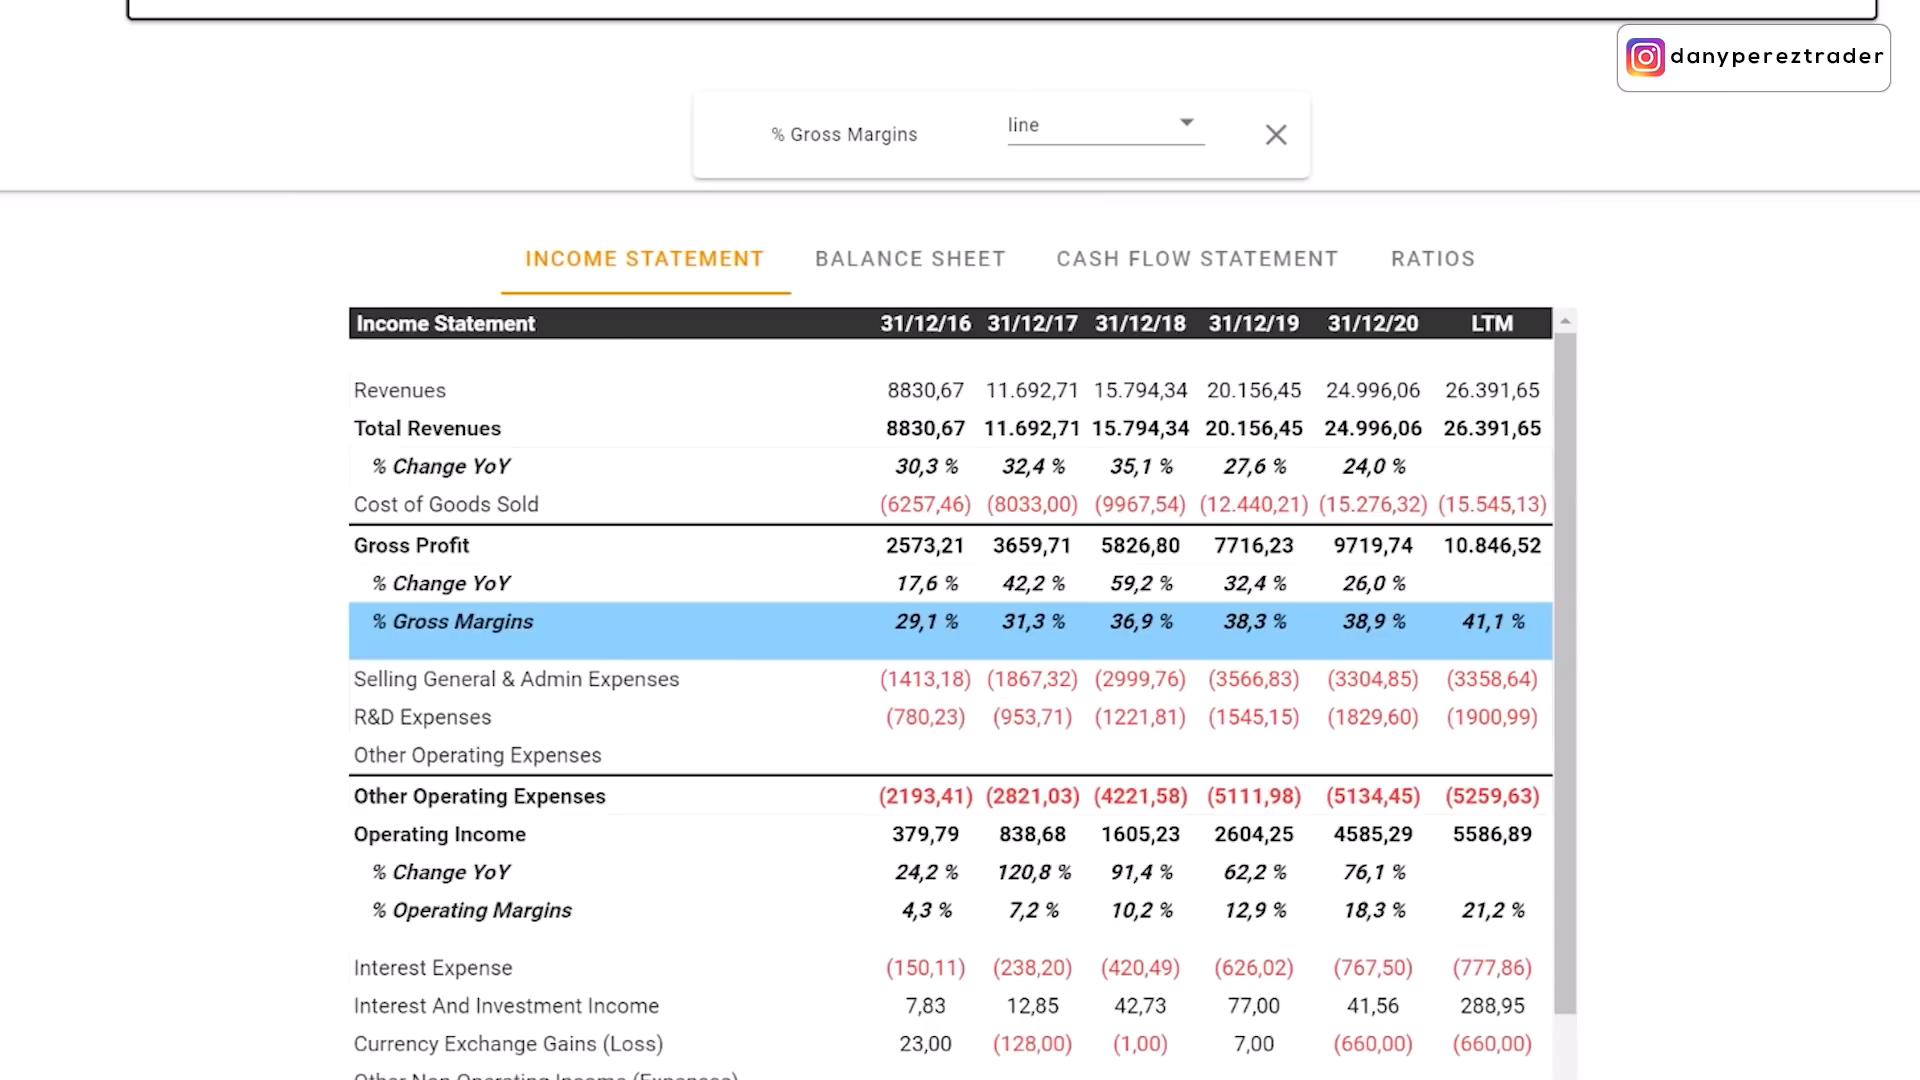 danypereztrader
% Gross Margins line
INCOME STATEMENT BALANCE SHEET CASH FLOW STATEMENT RATIOS
Income Statement 31/12/16 31/12/17 31/12/18 31/12/19 31/12/20 LTM
Revenues 8830,67 11.692,71 15.794,34 20.156,45 24.996,06 26.391,65
Total Revenues 8830,67 11.692,71 15.794,34 20.156,45 24.996,06 26.391,65
% Change YoY 30,3 % 32,4 % 35,1 % 27,6 % 24,0 %
Cost of Goods Sold (6257,46) (8033,00) (9967,54) (12.440,21) (15.276,32) (15.545,13)
Gross Profit 2573,21 3659,71 5826,80 7716,23 9719,74 10.846,52
% Change YoY 17,6 % 42,2 % 59,2 % 32,4 % 26,0 %
% Gross Margins 29,1 % 31,3 % 36,9 % 38,3 % 38,9 % 41,1 %
Selling General & Admin Expenses (1413,18) (1867,32) (2999,76) (3566,83) (3304,85) (3358,64)
R&D Expenses (780,23) (953,71) (1221,81) (1545,15) (1829,60) (1900,99)
Other Operating Expenses
Other Operating Expenses (2193,41) (2821,03) (4221,58) (5111,98) (5134,45) (5259,63)
Operating Income 379,79 838,68 1605,23 2604,25 4585,29 5586,89
% Change YoY 24,2 % 120,8 % 91,4 % 62,2 % 76,1 %
% Operating Margins 4,3 % 7,2 % 10,2 % 12,9 % 18,3 % 21,2 %
Interest Expense (150,11) (238,20) (420,49) (626,02) (767,50) (777,86)
Interest And Investment Income 7,83 12,85 42,73 77,00 41,56 288,95
Currency Exchange Gains (Loss) 23,00 (128,00) (1,00) 7,00 (660,00) (660,00)
Other Non Operating Income (Expenses)